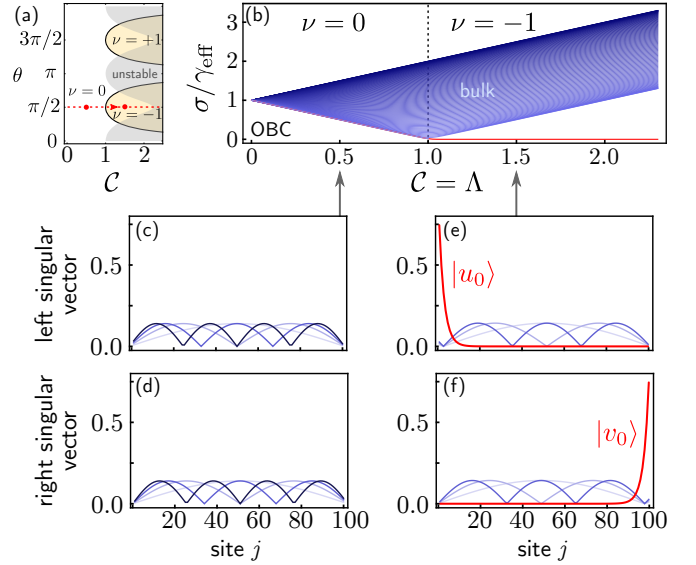 (a)
3π/2
θ π
π/2
0
ν = +1
unstable
ν = 0
ν = −1
0 1 2
𝒞
(b)
σ/γeff
3
2
1
0
ν = 0
ν = −1
bulk
OBC
0.0 0.5 1.0 1.5 2.0
𝒞 = Λ
left singular
vector
(c)
0.5
0.0
(e)
0.5
0.0
|u₀⟩
right singular
vector
(d)
0.5
0.0
20 40 60 80 100
site j
(f)
0.5
0.0
|v₀⟩
20 40 60 80 100
site j